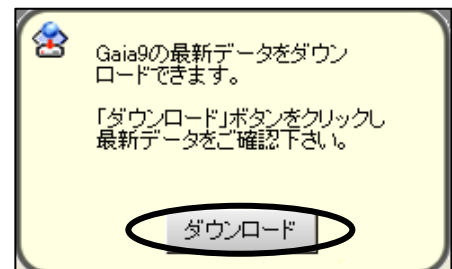 Gaia9の最新データをダウン
ロードできます。
「ダウンロード」ボタンをクリックし
最新データをご確認下さい。
ダウンロード